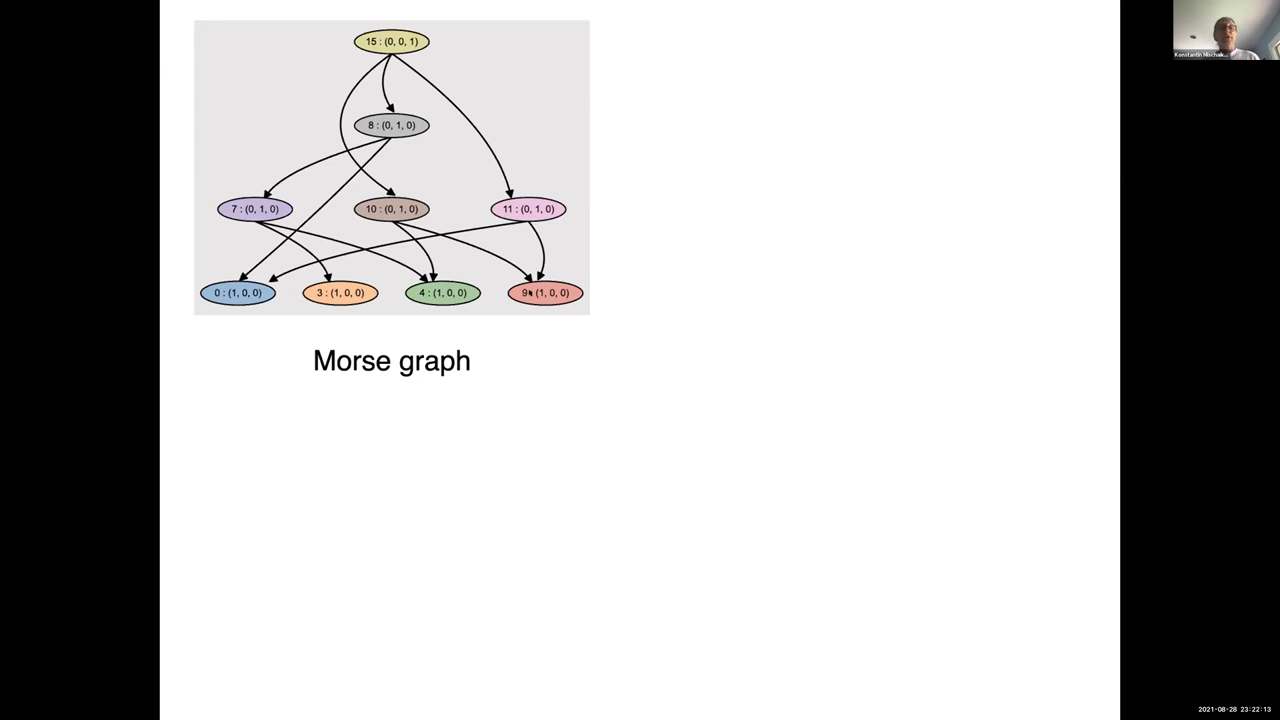 15 : (0, 0, 1)
8 : (0, 1, 0)
7 : (0, 1, 0)
10 : (0, 1, 0)
11 : (0, 1, 0)
0 : (1, 0, 0)
3 : (1, 0, 0)
4 : (1, 0, 0)
9 : (1, 0, 0)
Morse graph
Konstantin Mischaik...
2021-08-28 23:22:13